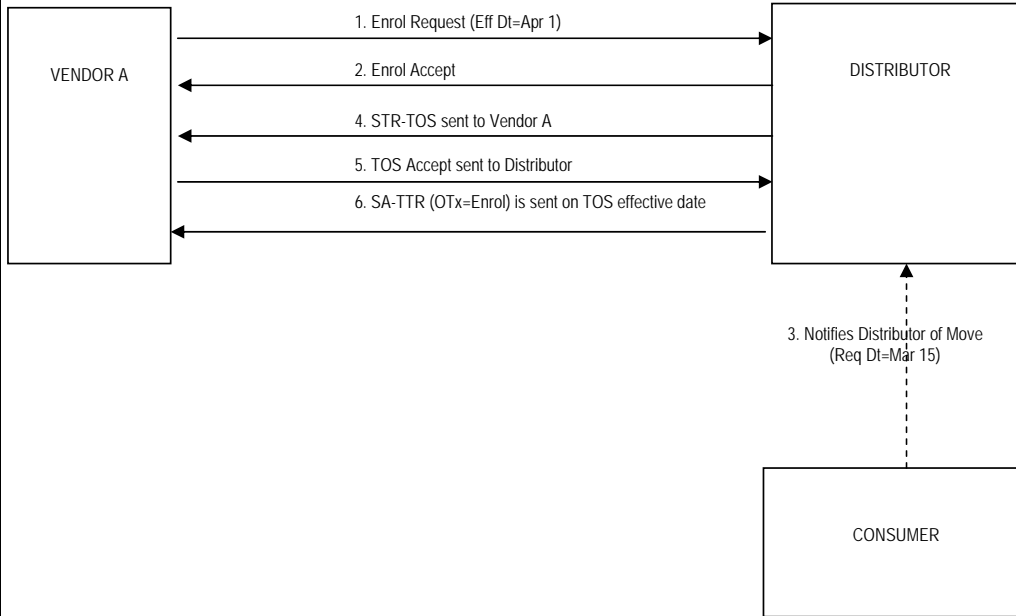 VENDOR A
DISTRIBUTOR
1. Enrol Request (Eff Dt=Apr 1)
2. Enrol Accept
4. STR-TOS sent to Vendor A
5. TOS Accept sent to Distributor
6. SA-TTR (OTx=Enrol) is sent on TOS effective date
3. Notifies Distributor of Move
(Req Dt=Mar 15)
CONSUMER